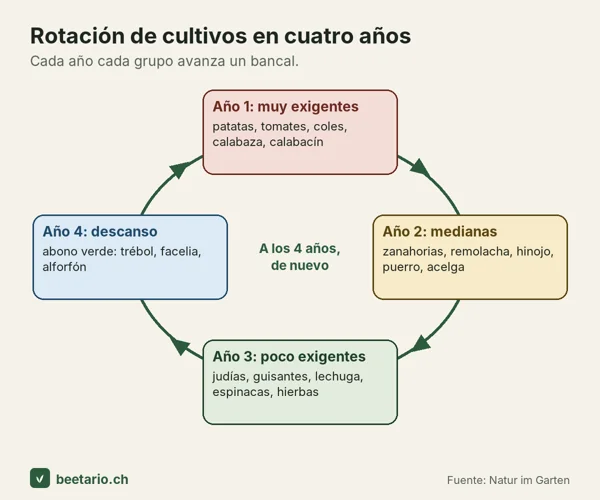 Rotación de cultivos en cuatro años
Cada año cada grupo avanza un bancal.
Año 1: muy exigentes
patatas, tomates, coles,
calabaza, calabacín
Año 4: descanso
abono verde: trébol, facelia,
alforfón
A los 4 años,
de nuevo
Año 2: medianas
zanahorias, remolacha, hinojo,
puerro, acelga
Año 3: poco exigentes
judías, guisantes, lechuga,
espinacas, hierbas
beetario.ch
Fuente: Natur im Garten